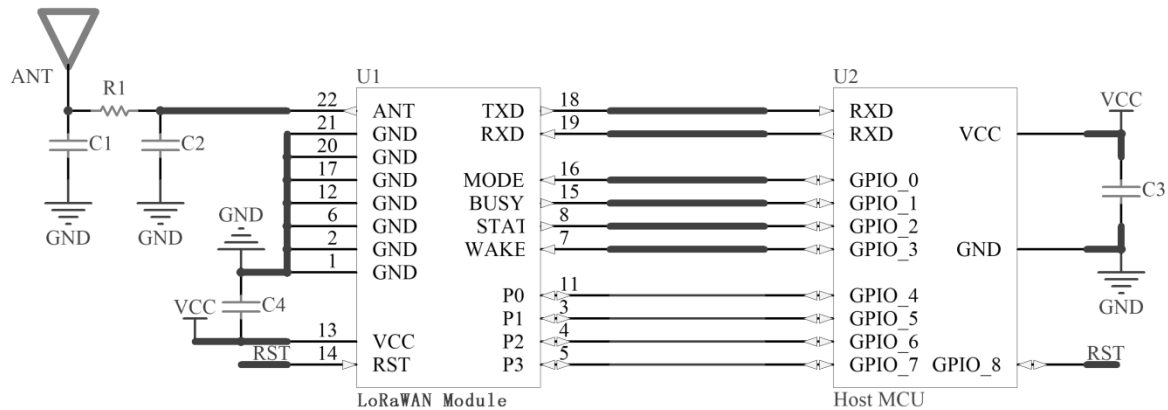 ANT
R1
C1
C2
GND
GND
GND
VCC
C4
RST
U1
22 ANT TXD 18
21 GND RXD 19
20 GND
17 GND MODE 16
12 GND BUSY 15
6 GND STAT 8
2 GND WAKE 7
1 GND
P0 11
P1 3
13 VCC P2 4
14 RST P3 5
LoRaWAN Module
U2
RXD
RXD VCC
GPIO_0
GPIO_1
GPIO_2
GPIO_3 GND
GPIO_4
GPIO_5
GPIO_6
GPIO_7 GPIO_8
Host MCU
VCC
C3
GND
RST